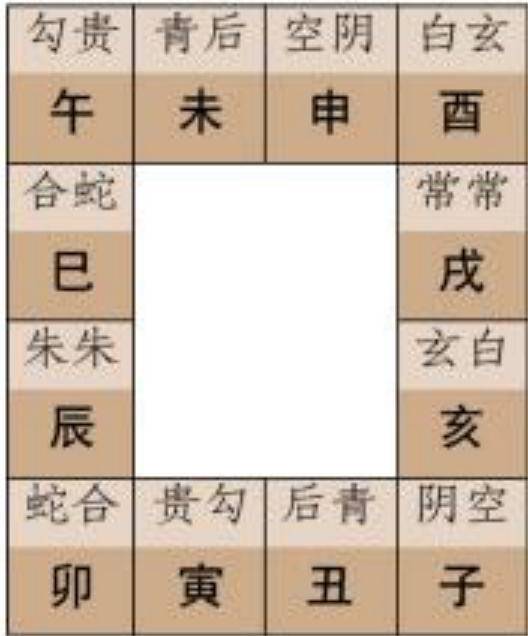 勾贵 青后 空阴 白玄
午 未 申 酉
合蛇 常常
巳 戌
朱朱 玄白
辰 亥
蛇合 贵勾 后青 阴空
卯 寅 丑 子